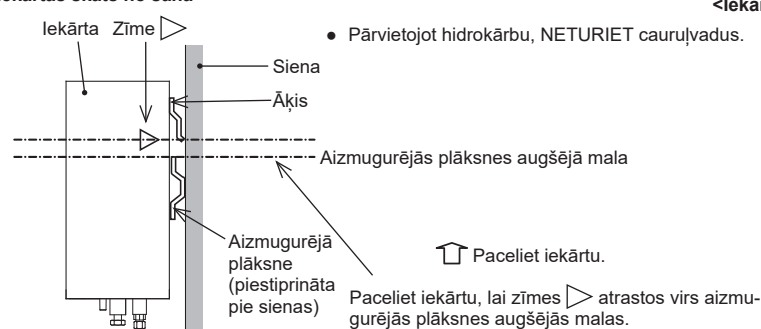 <Iekār
Iekārta Zīme
● Pārvietojot hidrokārbu, NETURIET cauruļvadus.
Siena
Āķis
Aizmugurējās plāksnes augšējā mala
Aizmugurējā
plāksne
(piestiprināta
pie sienas)
Paceliet iekārtu.
Paceliet iekārtu, lai zīmes ▷ atrastos virs aizmu-
gurējās plāksnes augšējās malas.